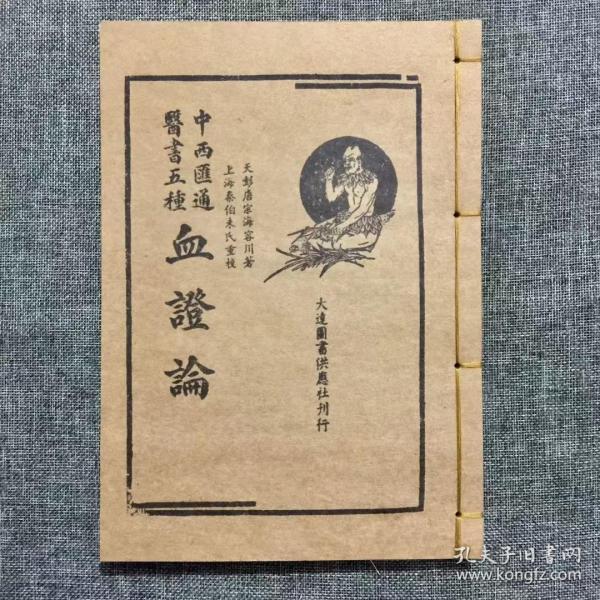 中西匯通
醫書五種
血證論
天彭唐宗海容川著
上海秦伯未氏重校
大達圖書供應社刊行
孔夫子旧书网
www.kongfz.com